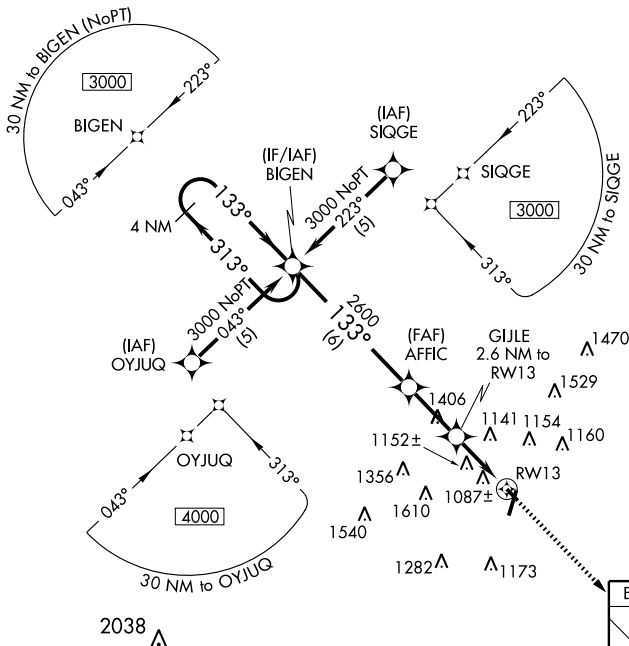 30 NM to BIGEN (NoPT)
3000
223°
BIGEN
043°
(IAF)
SIQGE
(IF/IAF)
BIGEN
3000 NoPT
223°
(5)
223°
SIQGE
3000
313°
30 NM to SIQGE
4 NM
133°
313°
3000 NoPT
043°
(5)
(IAF)
OYJUQ
2600
133°
(6)
(FAF)
AFFIC
GIJLE
2.6 NM to
RW13
1470
1529
1406
1141
1154
1160
1152±
1356
1087±
RW13
1610
1540
1282
1173
OYJUQ
043°
313°
4000
30 NM to OYJUQ
2038
E